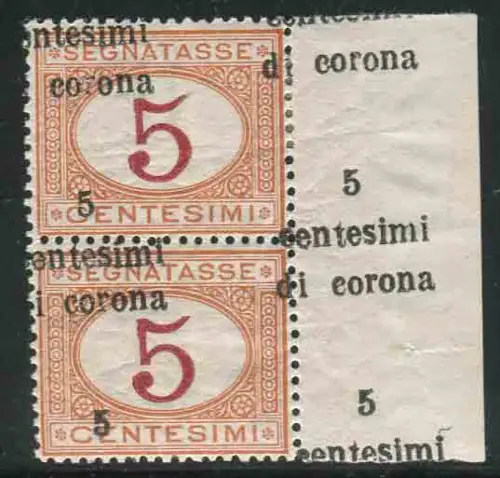 entesimi
centesimi
SEGNATASSE
corona
di corona
5
5
5
CENTESIMI
centesimi
entesimi
SEGNATASSE
i corona
di corona
5
5
5
CENTESIMI
centesimi